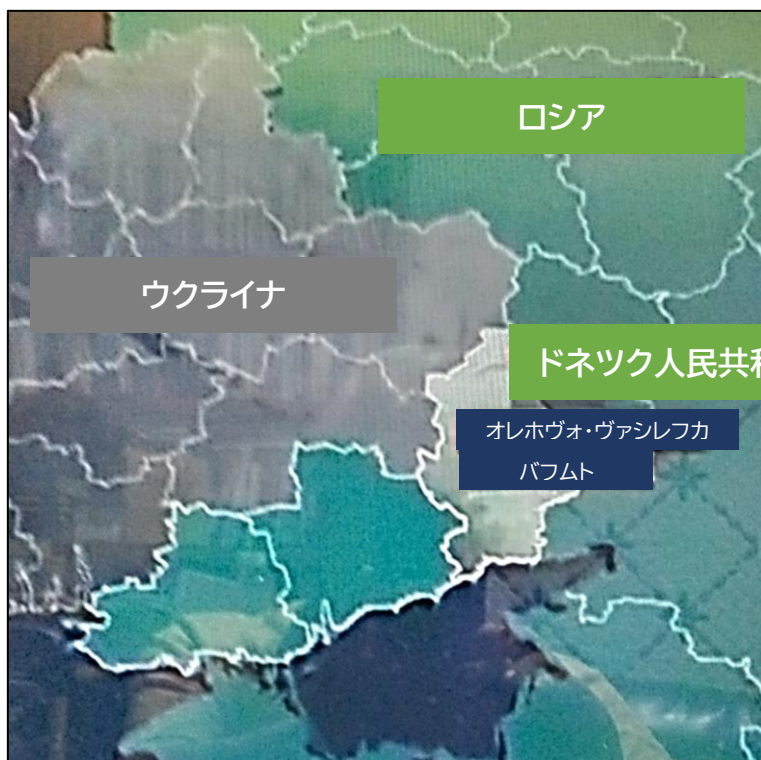 ロシア
ウクライナ
ドネツク人民共和
オレホヴォ・ヴァシレフカ
バフムト